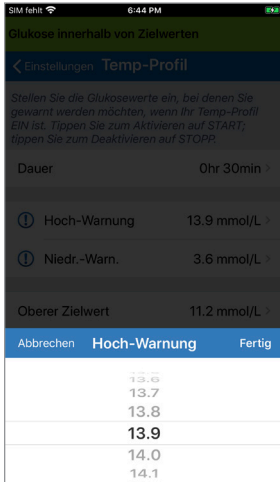 SIM fehlt 6:44 PM
Glukose innerhalb von Zielwerten
Einstellungen Temp-Profil
Stellen Sie die Glukosewerte ein, bei denen Sie
gewarnt werden möchten, wenn Ihr Temp-Profil
EIN ist. Tippen Sie zum Aktivieren auf START;
tippen Sie zum Deaktivieren auf STOPP.
Dauer 0hr 30min
Hoch-Warnung 13.9 mmol/L
Niedr.-Warn. 3.6 mmol/L
Oberer Zielwert 11.2 mmol/L
Abbrechen Hoch-Warnung Fertig
13.6
13.7
13.8
13.9
14.0
14.1